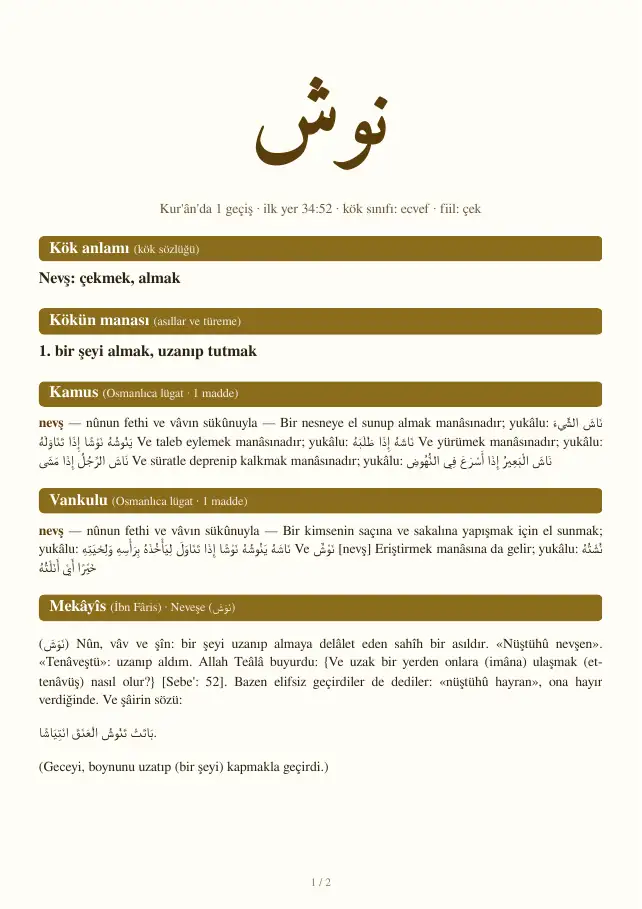 نوش
Kur'ân'da 1 geçiş · ilk yer 34:52 · kök sınıfı: ecvef · fiil: çek
Kök anlamı (kök sözlüğü)
Nevş: çekmek, almak
Kökün manası (asıllar ve türeme)
1. bir şeyi almak, uzanıp tutmak
Kamus (Osmanlıca lügat · 1 madde)
nevş — nûnun fethi ve vâvın sükûnuyla — Bir nesneye el sunup almak manâsınadır; yukâlu: نَاشَ الشَّيْءَ
يَنُوشُهُ نَوْشًا إِذَا تَنَاوَلَهُ Ve taleb eylemek manâsınadır; yukâlu: نَاشَهُ إِذَا طَلَبَهُ Ve yürümek manâsınadır; yukâlu:
نَاشَ الرَّجُلُ إِذَا مَشَى Ve süratle deprenip kalkmak manâsınadır; yukâlu: نَاشَ الْبَعِيرُ إِذَا أَسْرَعَ فِي النُّهُوضِ
Vankulu (Osmanlıca lügat · 1 madde)
nevş — nûnun fethi ve vâvın sükûnuyla — Bir kimsenin saçına ve sakalına yapışmak için el sunmak;
yukâlu: نَاشَهُ يَنُوشُهُ نَوْشًا إِذَا تَنَاوَلَ لِيَأْخُذَهُ بِرَأْسِهِ وَلِحْيَتِهِ Ve نَوْشٌ [nevş] Eriştirmek manâsına da gelir; yukâlu: نُشْتُهُ
خَيْرًا أَيْ أَنَلْتُهُ
Mekâyîs (İbn Fâris) · Neveşe (نَوَشَ)
(نَوَشَ) Nûn, vâv ve şîn: bir şeyi uzanıp almaya delâlet eden sahîh bir asıldır. «Nüştühû nevşen».
«Tenâveştü»: uzanıp aldım. Allah Teâlâ buyurdu: {Ve uzak bir yerden onlara (imâna) ulaşmak (et-
tenâvüş) nasıl olur?} [Sebe': 52]. Bazen elifsiz geçirdiler de dediler: «nüştühû hayran», ona hayır
verdiğinde. Ve şâirin sözü:
بَاتَتْ تَنُوشُ الْعَنَقَ انْتِيَاشًا.
(Geceyi, boynunu uzatıp (bir şeyi) kapmakla geçirdi.)
1 / 2